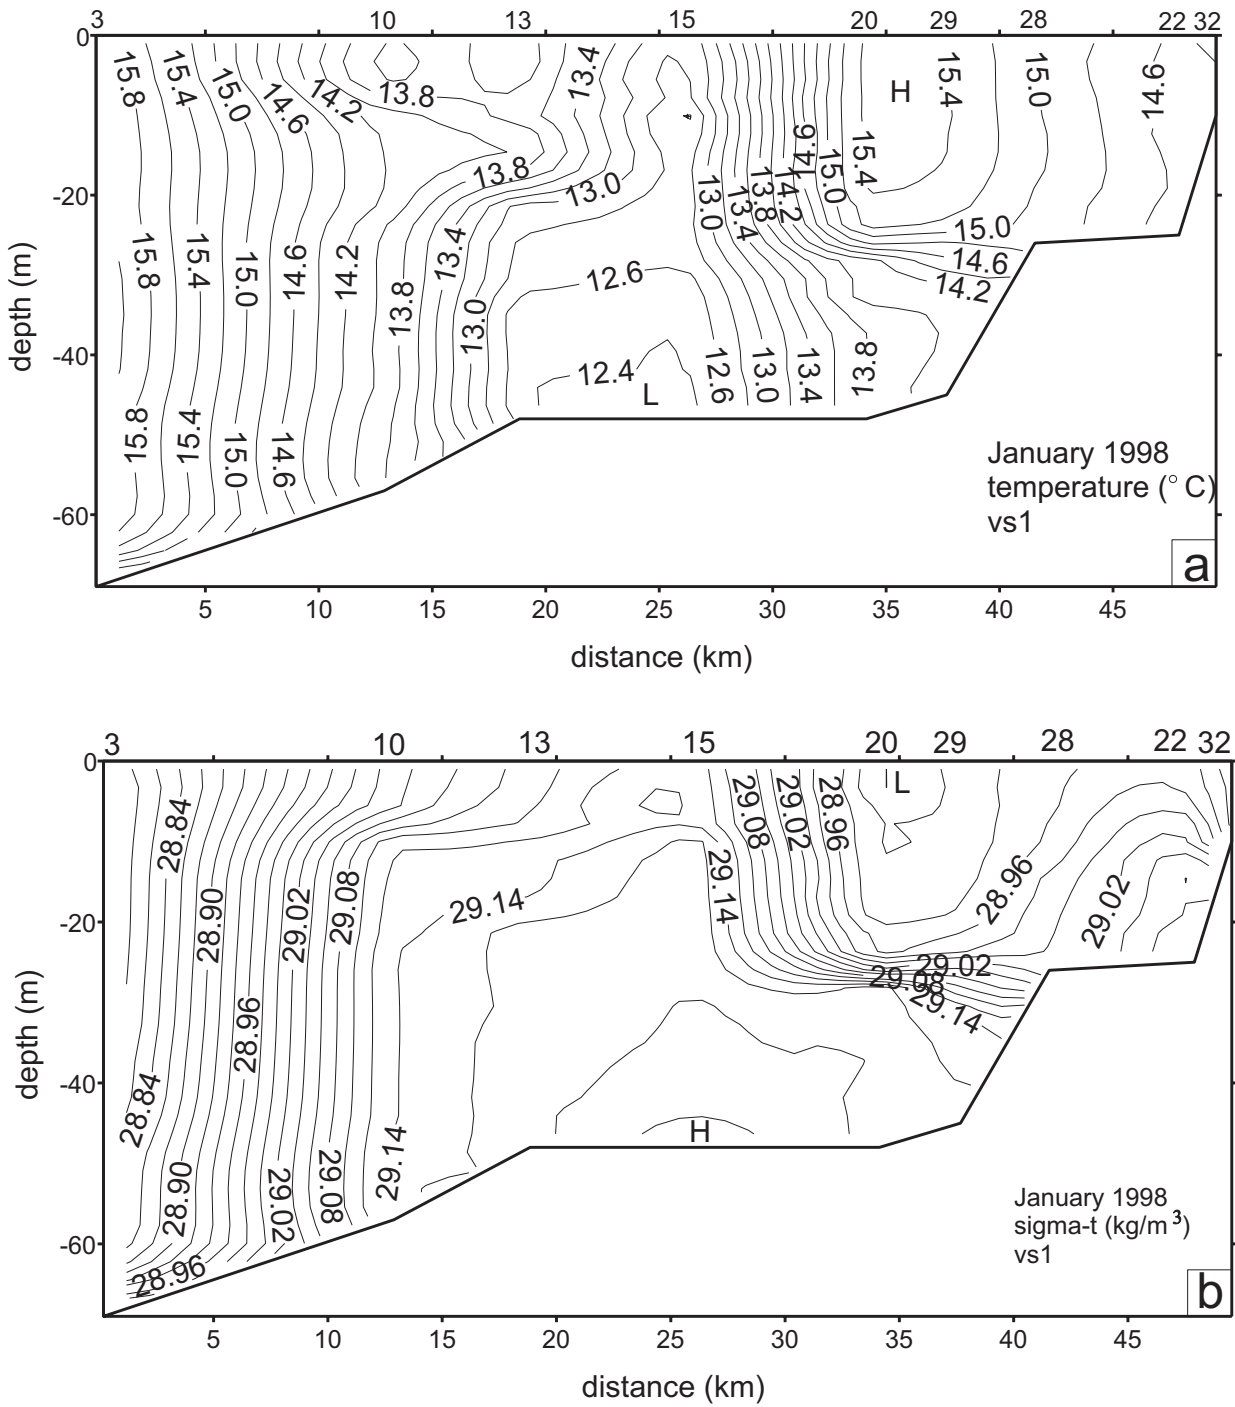 3 10 13 15 20 29 28 22 32
0
-20
-40
-60
depth (m)
15.8 15.4 15.0 14.6 14.2 13.8 13.4
13.8 13.0
13.0 13.4 13.8 14.2 14.6 15.0 15.4
H 15.4 15.0 14.6
15.8 15.4 15.0 14.6 14.2 13.8 13.4 13.0
12.6
15.0
14.6
14.2
12.4 L
12.6 13.0 13.4 13.8
15.8 15.4 15.0 14.6
January 1998
temperature (° C)
vs1
a
5 10 15 20 25 30 35 40 45
distance (km)
3 10 13 15 20 29 28 22 32
0
-20
-40
-60
depth (m)
28.84 29.08 29.02 28.96 L
28.90 29.02 29.08 29.14 29.14 28.96 29.02
29.02
29.08
29.14
28.96
28.84
29.14 H
28.90 29.02 29.08
28.96
January 1998
sigma-t (kg/m³)
vs1
b
5 10 15 20 25 30 35 40 45
distance (km)